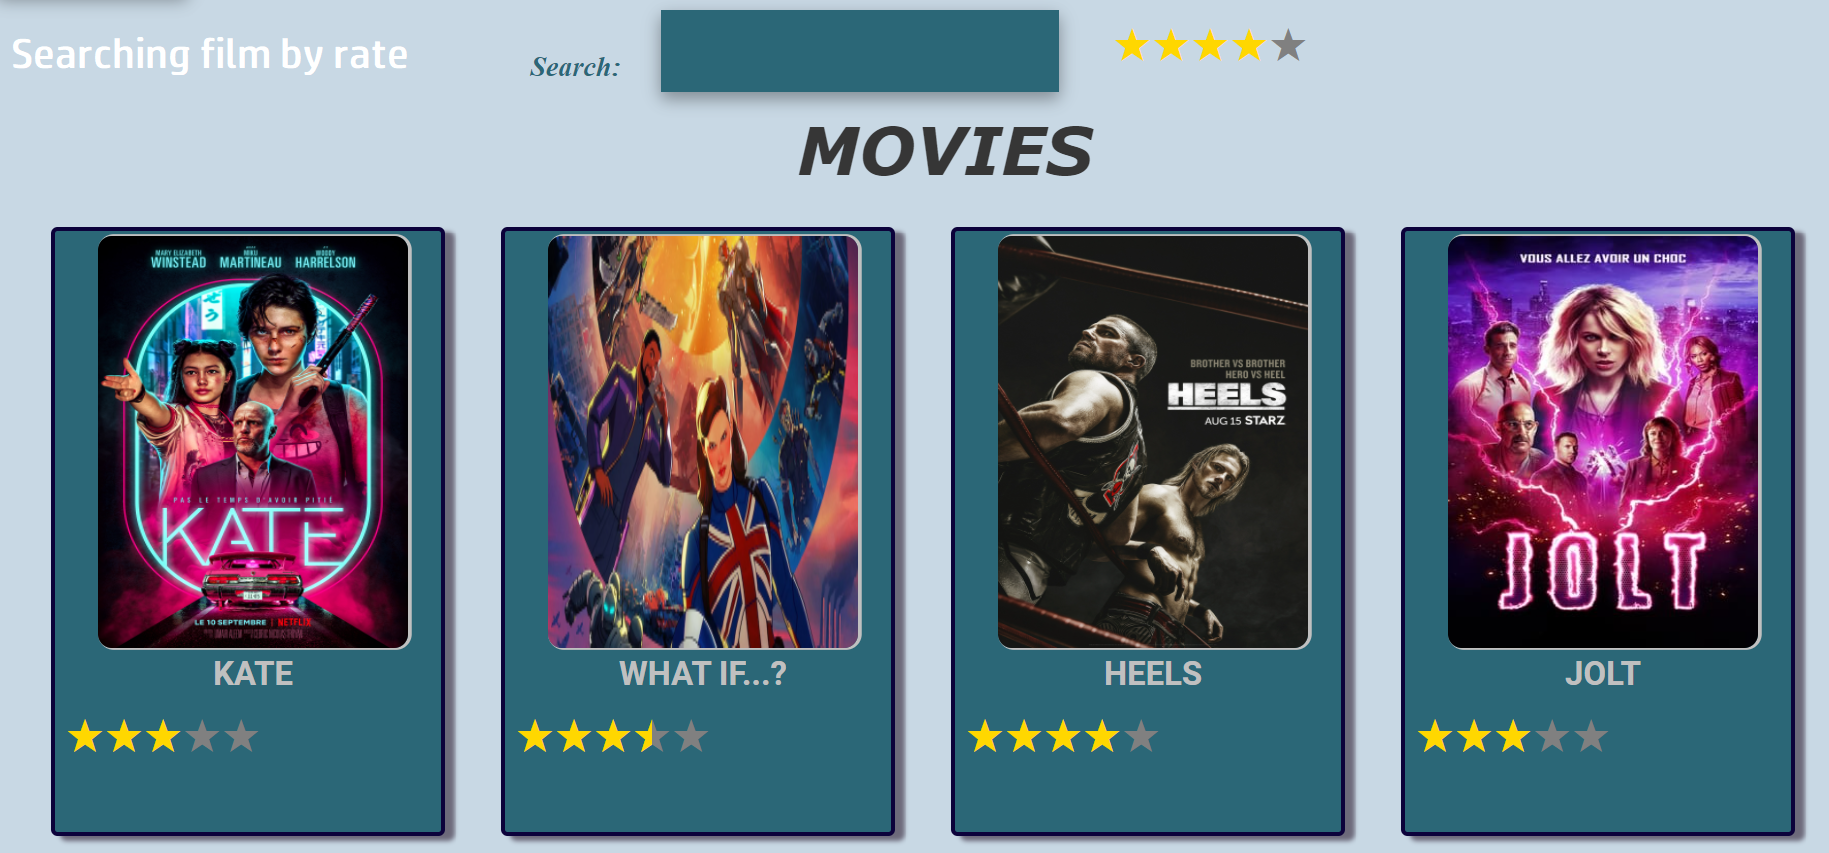 Searching film by rate
Search:
MOVIES
MARY ELIZABETH
WINSTEAD
MIKU
MARTINEAU
WOODY
HARRELSON
PAS LE TEMPS D'AVOIR PITIÉ
KATE
LE 10 SEPTEMBRE | NETFLIX
KATE
WHAT IF...?
BROTHER VS BROTHER
HERO VS HEEL
HEELS
AUG 15 STARZ
HEELS
VOUS ALLEZ AVOIR UN CHOC
JOLT
JOLT